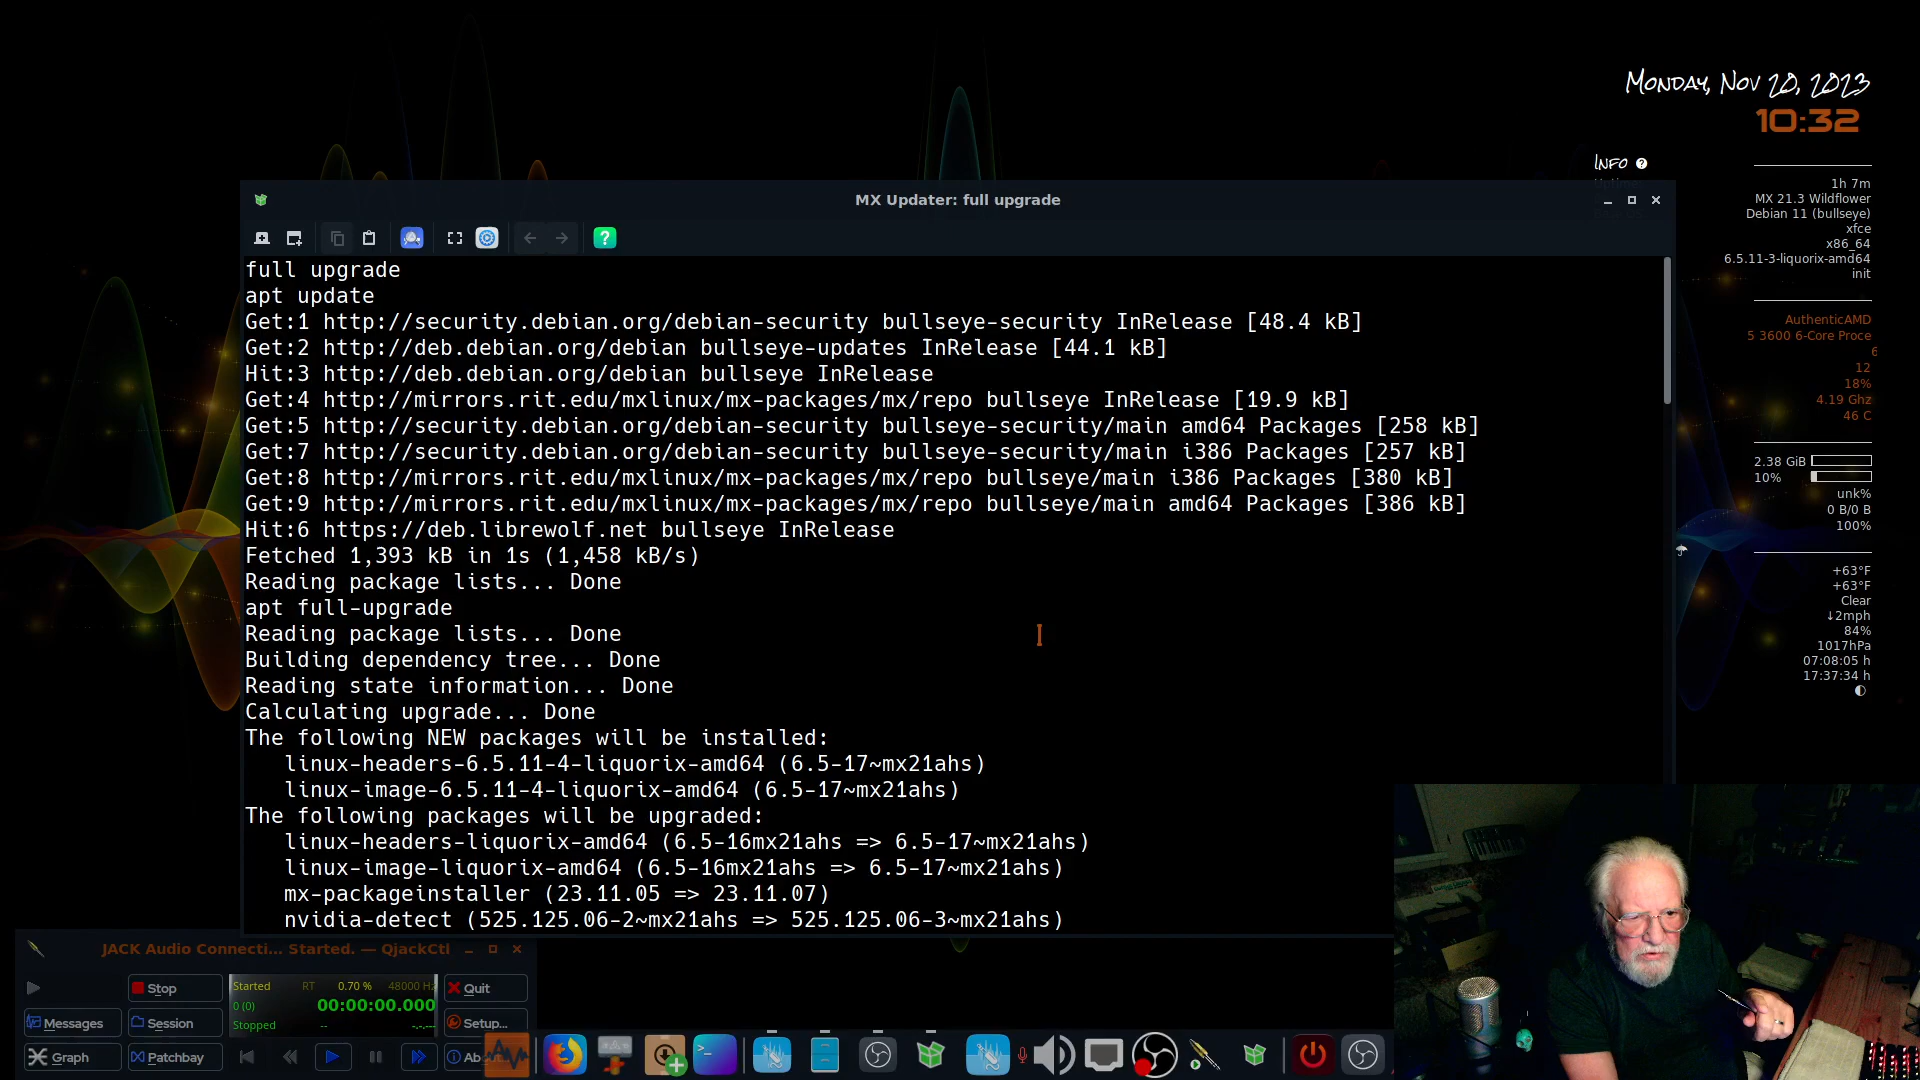 Monday, Nov 20, 2023
10:32
Info
1h 7m
MX 21.3 Wildflower
Debian 11 (bullseye)
xfce
x86_64
6.5.11-3-liquorix-amd64
init
AuthenticAMD
5 3600 6-Core Proce
6
12
18%
4.19 Ghz
46 C
2.38 GiB
10%
unk%
0 B/0 B
100%
+63°F
+63°F
Clear
↓2mph
84%
1017hPa
07:08:05 h
17:37:34 h
MX Updater: full upgrade
full upgrade
apt update
Get:1 http://security.debian.org/debian-security bullseye-security InRelease [48.4 kB]
Get:2 http://deb.debian.org/debian bullseye-updates InRelease [44.1 kB]
Hit:3 http://deb.debian.org/debian bullseye InRelease
Get:4 http://mirrors.rit.edu/mxlinux/mx-packages/mx/repo bullseye InRelease [19.9 kB]
Get:5 http://security.debian.org/debian-security bullseye-security/main amd64 Packages [258 kB]
Get:7 http://security.debian.org/debian-security bullseye-security/main i386 Packages [257 kB]
Get:8 http://mirrors.rit.edu/mxlinux/mx-packages/mx/repo bullseye/main i386 Packages [380 kB]
Get:9 http://mirrors.rit.edu/mxlinux/mx-packages/mx/repo bullseye/main amd64 Packages [386 kB]
Hit:6 https://deb.librewolf.net bullseye InRelease
Fetched 1,393 kB in 1s (1,458 kB/s)
Reading package lists... Done
apt full-upgrade
Reading package lists... Done
Building dependency tree... Done
Reading state information... Done
Calculating upgrade... Done
The following NEW packages will be installed:
linux-headers-6.5.11-4-liquorix-amd64 (6.5-17~mx21ahs)
linux-image-6.5.11-4-liquorix-amd64 (6.5-17~mx21ahs)
The following packages will be upgraded:
linux-headers-liquorix-amd64 (6.5-16mx21ahs => 6.5-17~mx21ahs)
linux-image-liquorix-amd64 (6.5-16mx21ahs => 6.5-17~mx21ahs)
mx-packageinstaller (23.11.05 => 23.11.07)
nvidia-detect (525.125.06-2~mx21ahs => 525.125.06-3~mx21ahs)
JACK Audio Connecti... Started. — QjackCtl
Stop
Started RT 0.70 % 48000 Hz
Quit
0 (0) 00:00:00.000
Messages
Session
Stopped -- -.-.---
Setup...
Graph
Patchbay
Ab